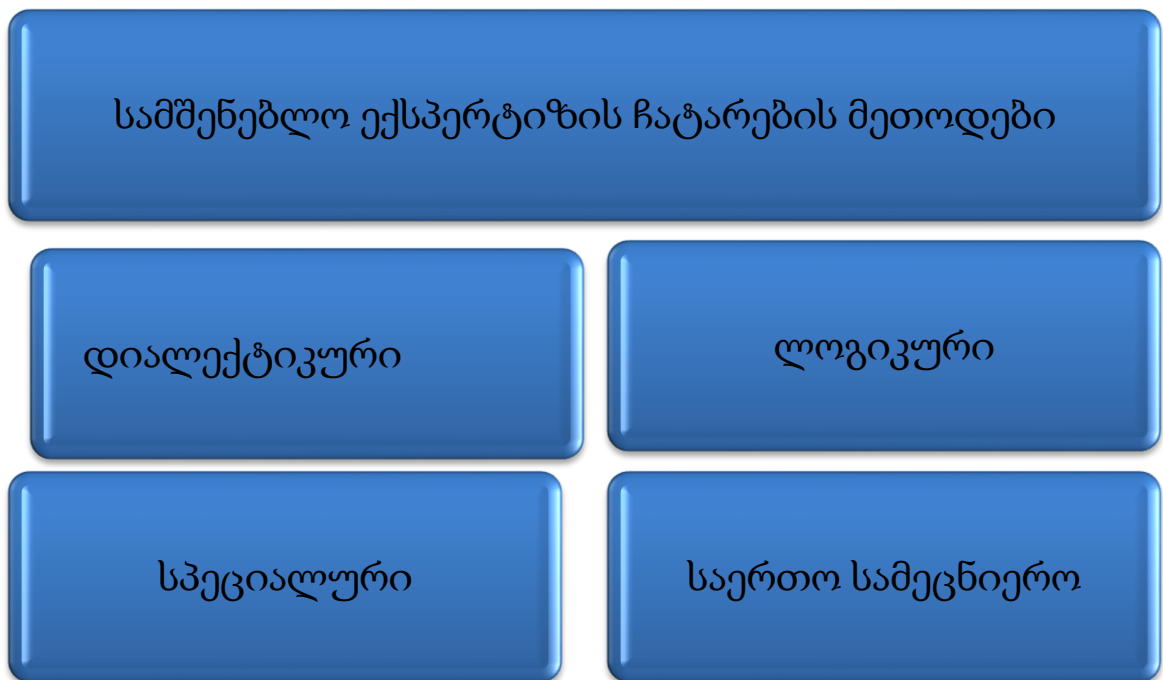 სამშენებლო ექსპერტიზის ჩატარების მეთოდები
დიალექტიკური
ლოგიკური
სპეციალური
საერთო სამეცნიერო